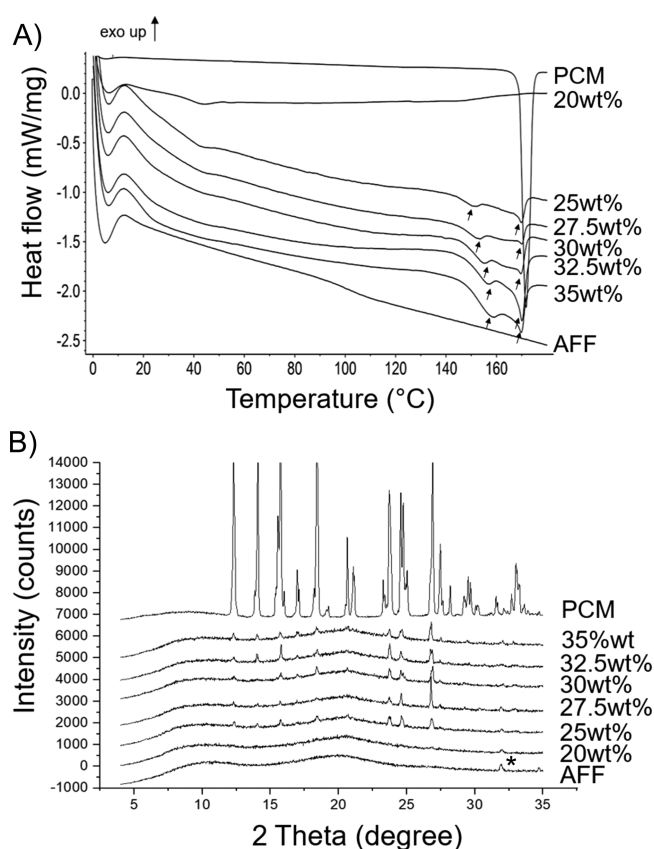 A)
exo up
0.0
-0.5
-1.0
-1.5
-2.0
-2.5
Heat flow (mW/mg)
0 20 40 60 80 100 120 140 160
Temperature (°C)
PCM
20wt%
25wt%
27.5wt%
30wt%
32.5wt%
35wt%
AFF
B)
14000
13000
12000
11000
10000
9000
8000
7000
6000
5000
4000
3000
2000
1000
0
-1000
Intensity (counts)
5 10 15 20 25 30 35
2 Theta (degree)
PCM
35%wt
32.5wt%
30wt%
27.5wt%
25wt%
20wt%
*
AFF